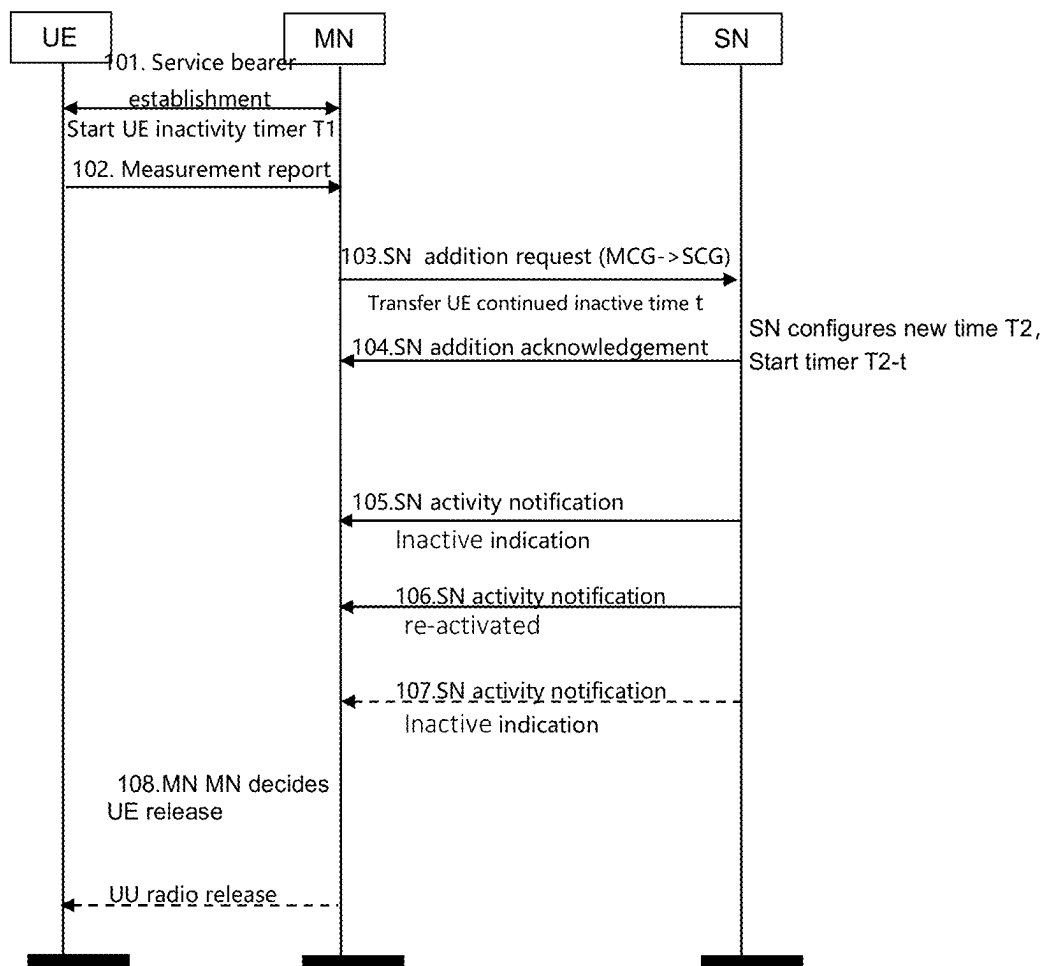 UE
MN
SN
101. Service bearer
establishment
Start UE inactivity timer T1
102. Measurement report
103.SN addition request (MCG->SCG)
Transfer UE continued inactive time t
SN configures new time T2,
104.SN addition acknowledgement
Start timer T2-t
105.SN activity notification
Inactive indication
106.SN activity notification
re-activated
107.SN activity notification
Inactive indication
108.MN MN decides
UE release
UU radio release